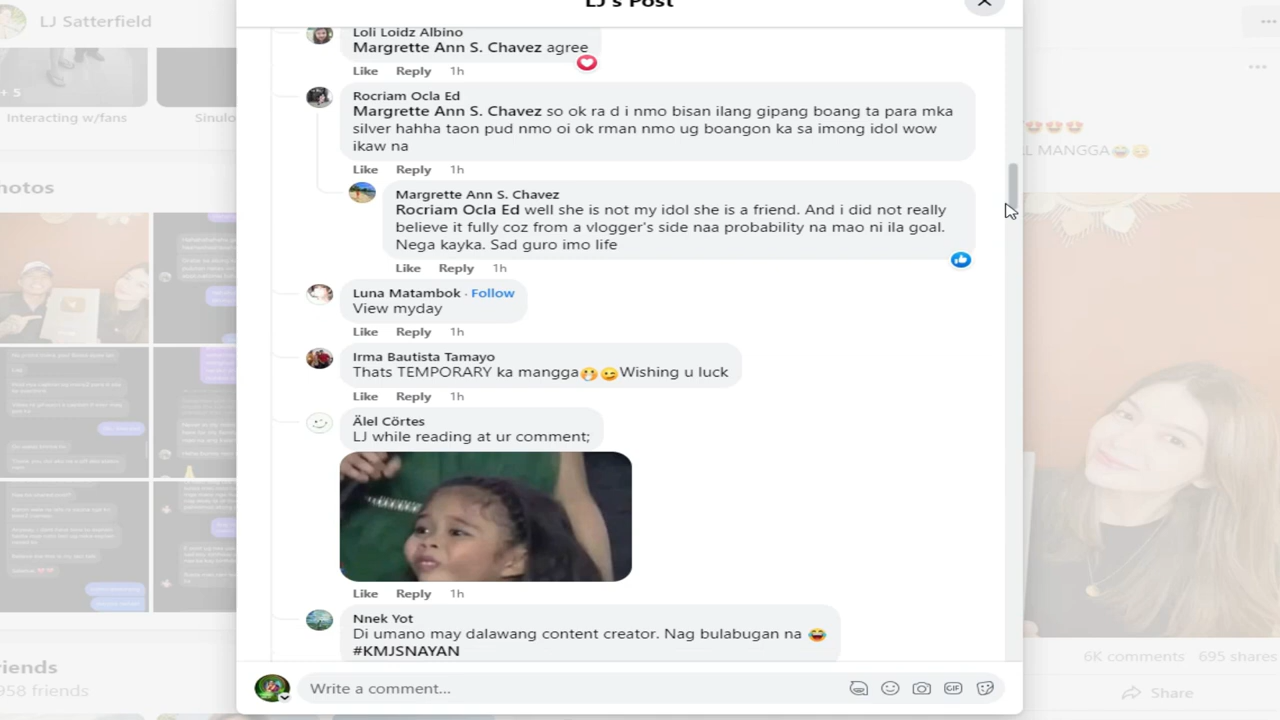 LJ Satterfield
LJ's Post
+ 5
Interacting w/fans
Sinulo
hotos
Loli Loidz Albino
Margrette Ann S. Chavez agree
Like Reply 1h
Rocriam Ocla Ed
Margrette Ann S. Chavez so ok ra d i nmo bisan ilang gipang boang ta para mka
silver hahha taon pud nmo oi ok rman nmo ug boangon ka sa imong idol wow
ikaw na
Like Reply 1h
Margrette Ann S. Chavez
Rocriam Ocla Ed well she is not my idol she is a friend. And i did not really
believe it fully coz from a vlogger's side naa probability na mao ni ila goal.
Nega kayka. Sad guro imo life
Like Reply 1h
Luna Matambok · Follow
View myday
Like Reply 1h
Irma Bautista Tamayo
Thats TEMPORARY ka mangga🤭😜Wishing u luck
Like Reply 1h
Älel Cörtes
LJ while reading at ur comment;
Like Reply 1h
Nnek Yot
Di umano may dalawang content creator. Nag bulabugan na 😂
#KMJSNAYAN
Write a comment...
GIF
😍😍😍
L MANGGA😂😊
6K comments 695 shares
Share
riends
958 friends